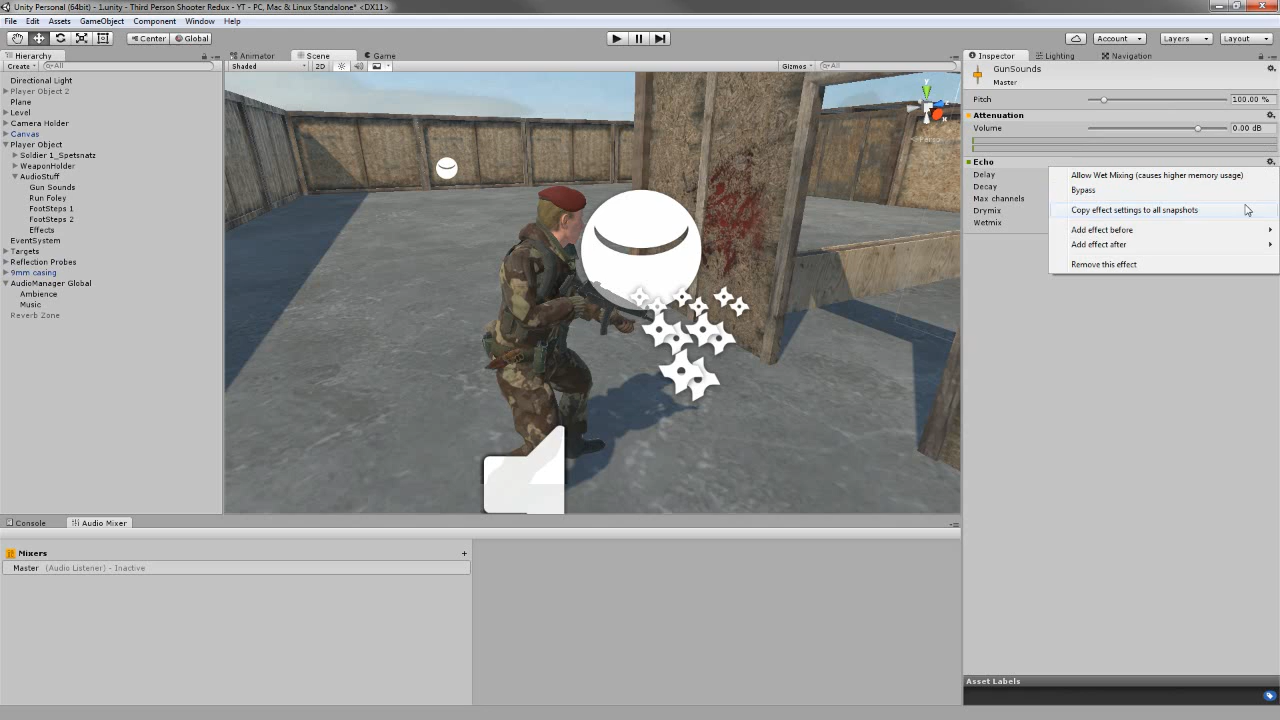 Unity Personal (64bit) - 1.unity - Third Person Shooter Redux - YT - PC, Mac & Linux Standalone* <DX11>
File Edit Assets GameObject Component Window Help
Center Global Account Layers Layout
Hierarchy
Create All
Directional Light
Player Object 2
Plane
Level
Camera Holder
Canvas
Player Object
Soldier 1_Spetsnatz
WeaponHolder
AudioStuff
Gun Sounds
Run Foley
FootSteps 1
FootSteps 2
Effects
EventSystem
Targets
Reflection Probes
9mm casing
AudioManager Global
Ambience
Music
Reverb Zone
Animator Scene Game
Shaded 2D Gizmos All
y
x
Persp
Inspector Lighting Navigation
GunSounds
Master
Pitch 100.00 %
Attenuation
Volume 0.00 dB
Echo
Delay
Decay
Max channels
Drymix
Wetmix
Allow Wet Mixing (causes higher memory usage)
Bypass
Copy effect settings to all snapshots
Add effect before
Add effect after
Remove this effect
Console Audio Mixer
Mixers +
Master (Audio Listener) - Inactive
Asset Labels